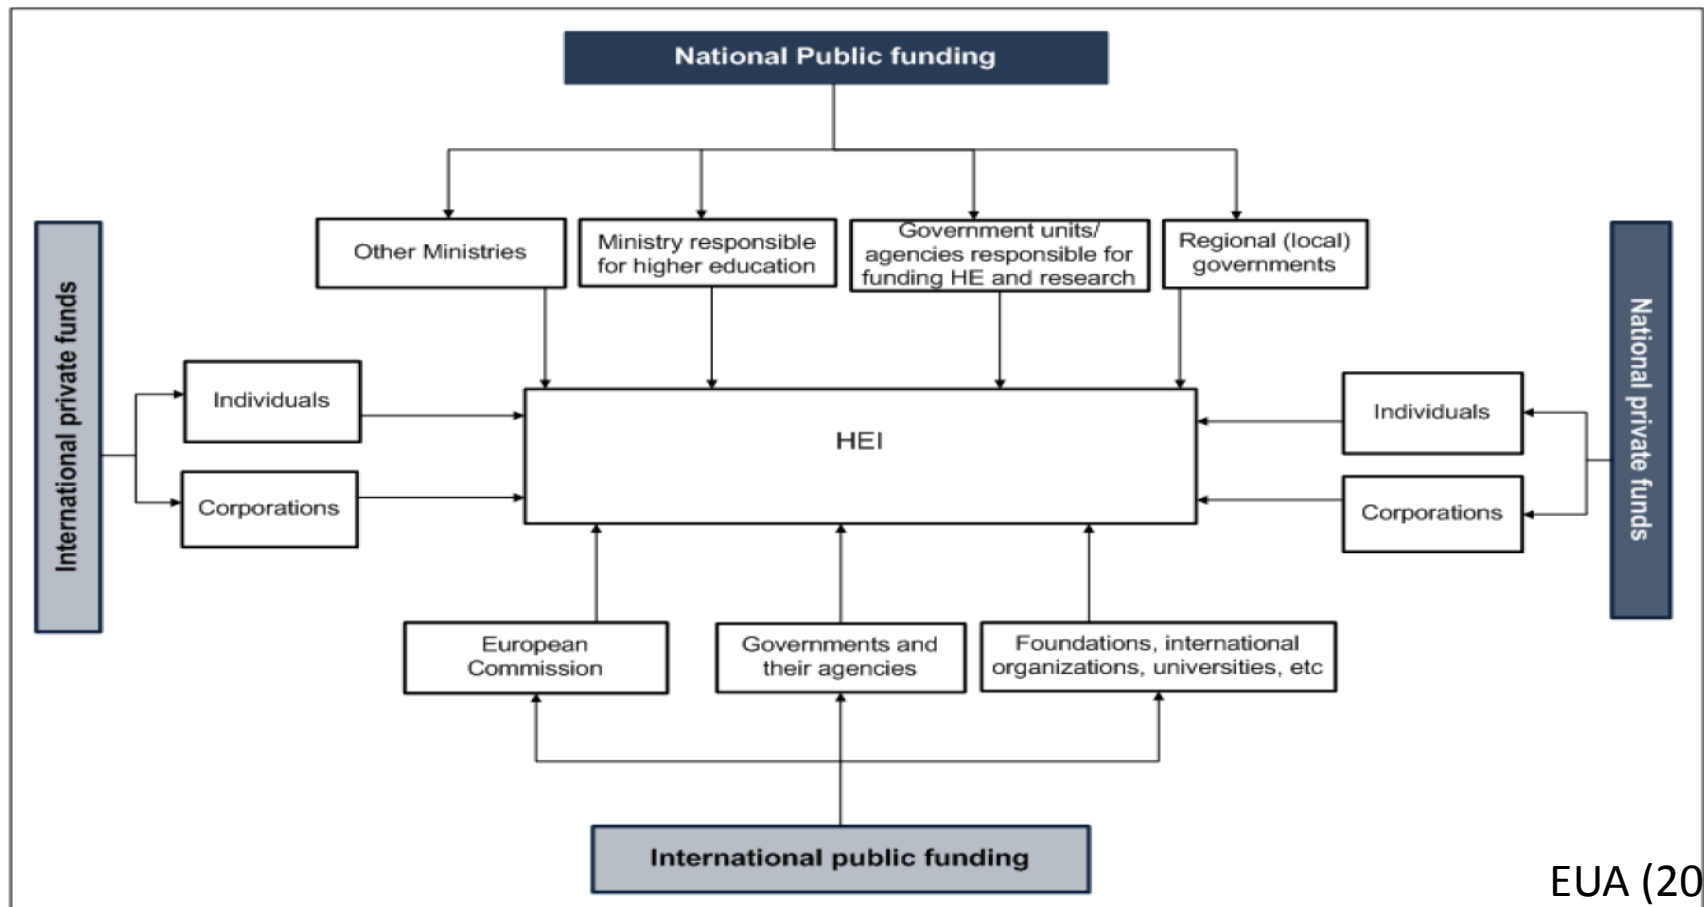 National Public funding
Other Ministries
Ministry responsible
for higher education
Government units/
agencies responsible for
funding HE and research
Regional (local)
governments
International private funds
Individuals
Corporations
HEI
Individuals
Corporations
National private funds
European
Commission
Governments and
their agencies
Foundations, international
organizations, universities, etc
International public funding
EUA (20